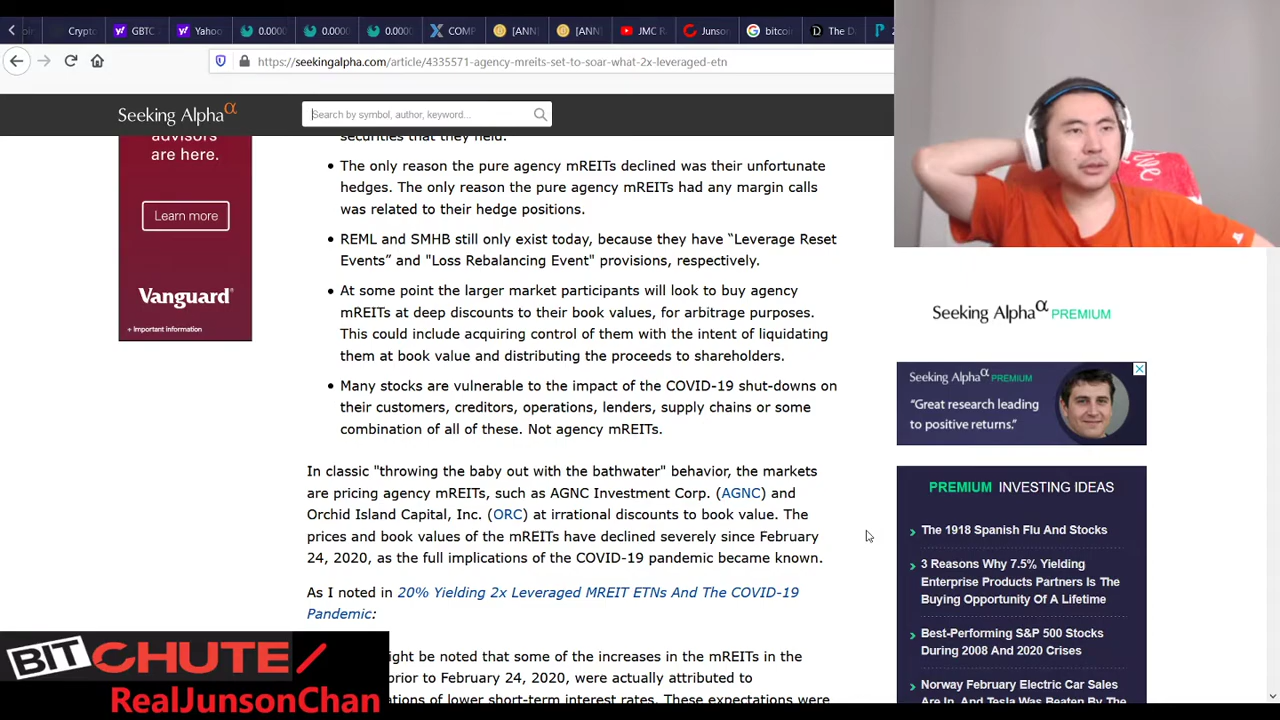 Crypto
GBTC
Yahoo
0.0000
0.0000
0.0000
COMP
[ANN]
[ANN]
JMC R
Junson
bitcoi
The D
https://seekingalpha.com/article/4335571-agency-mreits-set-to-soar-what-2x-leveraged-etn
Seeking Alpha α
Search by symbol, author, keyword...
advisors
are here.
Learn more
Vanguard®
+ Important information
securities that they held.
• The only reason the pure agency mREITs declined was their unfortunate
hedges. The only reason the pure agency mREITs had any margin calls
was related to their hedge positions.
• REML and SMHB still only exist today, because they have “Leverage Reset
Events” and "Loss Rebalancing Event" provisions, respectively.
• At some point the larger market participants will look to buy agency
mREITs at deep discounts to their book values, for arbitrage purposes.
This could include acquiring control of them with the intent of liquidating
them at book value and distributing the proceeds to shareholders.
• Many stocks are vulnerable to the impact of the COVID-19 shut-downs on
their customers, creditors, operations, lenders, supply chains or some
combination of all of these. Not agency mREITs.
In classic "throwing the baby out with the bathwater" behavior, the markets
are pricing agency mREITs, such as AGNC Investment Corp. (AGNC) and
Orchid Island Capital, Inc. (ORC) at irrational discounts to book value. The
prices and book values of the mREITs have declined severely since February
24, 2020, as the full implications of the COVID-19 pandemic became known.
As I noted in 20% Yielding 2x Leveraged MREIT ETNs And The COVID-19
Pandemic:
ight be noted that some of the increases in the mREITs in the
prior to February 24, 2020, were actually attributed to
ations of lower short-term interest rates. These expectations were
Seeking Alpha α PREMIUM
Seeking Alpha α PREMIUM
“Great research leading
to positive returns.”
PREMIUM INVESTING IDEAS
The 1918 Spanish Flu And Stocks
3 Reasons Why 7.5% Yielding
Enterprise Products Partners Is The
Buying Opportunity Of A Lifetime
Best-Performing S&P 500 Stocks
During 2008 And 2020 Crises
Norway February Electric Car Sales
Are In, And Tesla Was Beaten By The
BITCHUTE/
RealJunsonChan